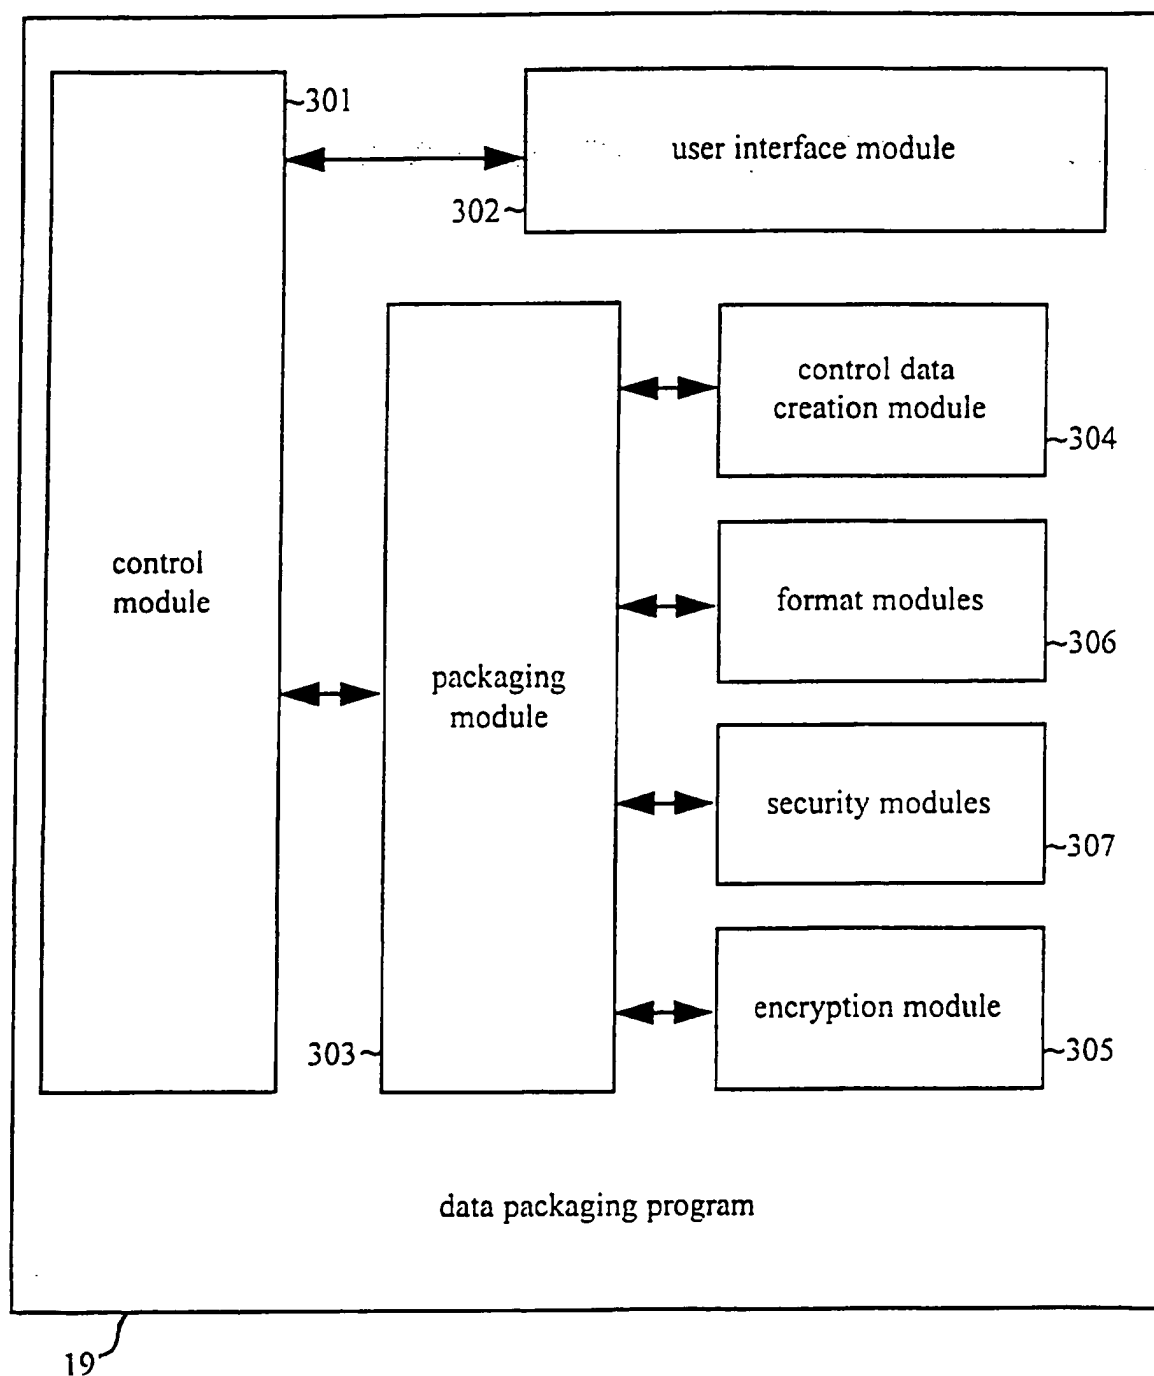 301
user interface module
302
control data
creation module
304
control
module
format modules
306
packaging
module
security modules
307
encryption module
303
305
data packaging program
19